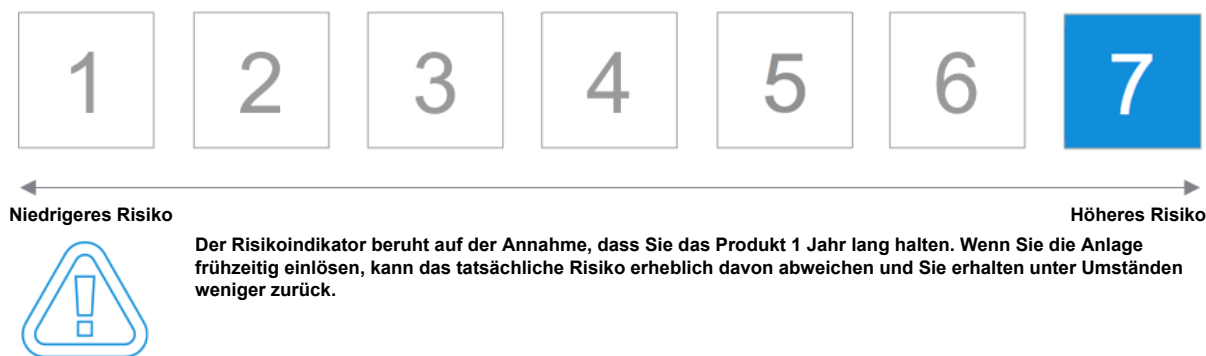 1 2 3 4 5 6 7
Niedrigeres Risiko Höheres Risiko
Der Risikoindikator beruht auf der Annahme, dass Sie das Produkt 1 Jahr lang halten. Wenn Sie die Anlage
frühzeitig einlösen, kann das tatsächliche Risiko erheblich davon abweichen und Sie erhalten unter Umständen
weniger zurück.